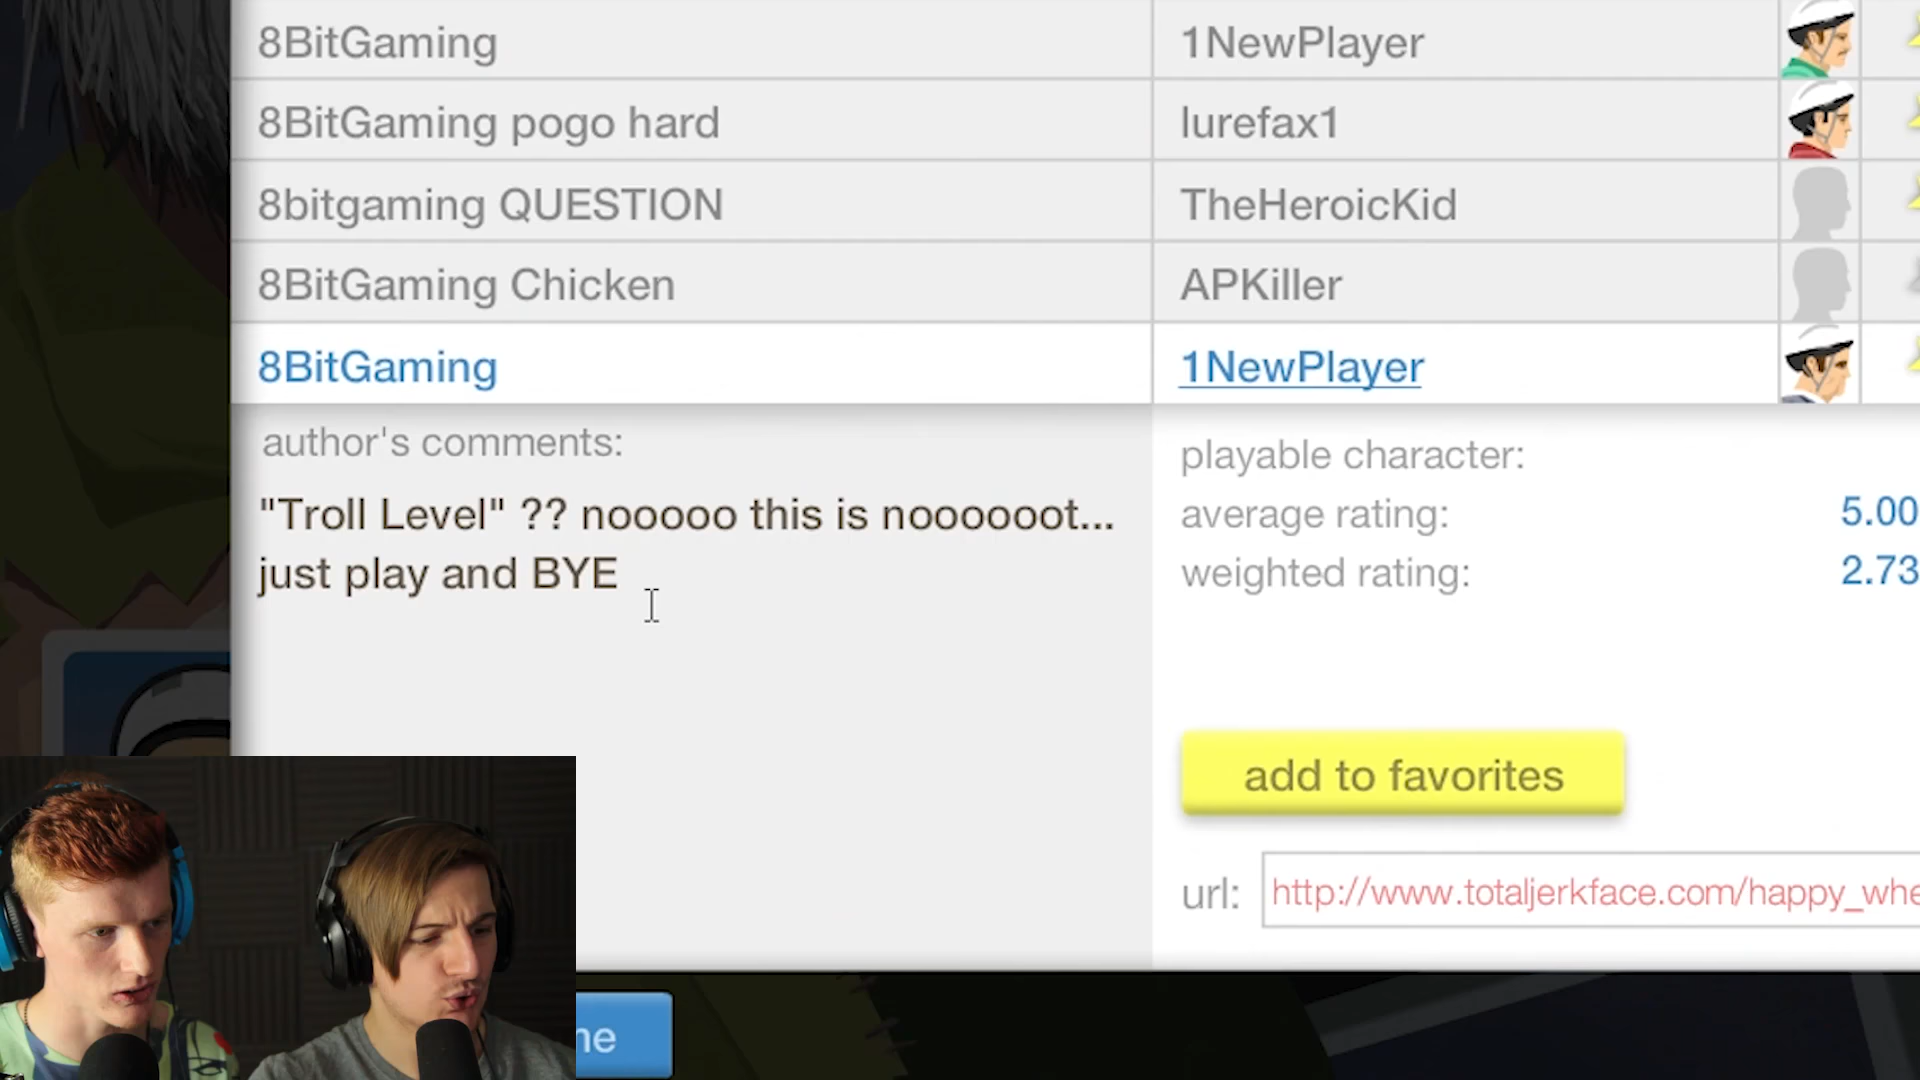 8BitGaming 1NewPlayer
8BitGaming pogo hard lurefax1
8bitgaming QUESTION TheHeroicKid
8BitGaming Chicken APKiller
8BitGaming 1NewPlayer
author's comments:
"Troll Level" ?? nooooo this is noooooot...
just play and BYE
playable character:
average rating: 5.00
weighted rating: 2.73
add to favorites
url: http://www.totaljerkface.com/happy_whe
ne